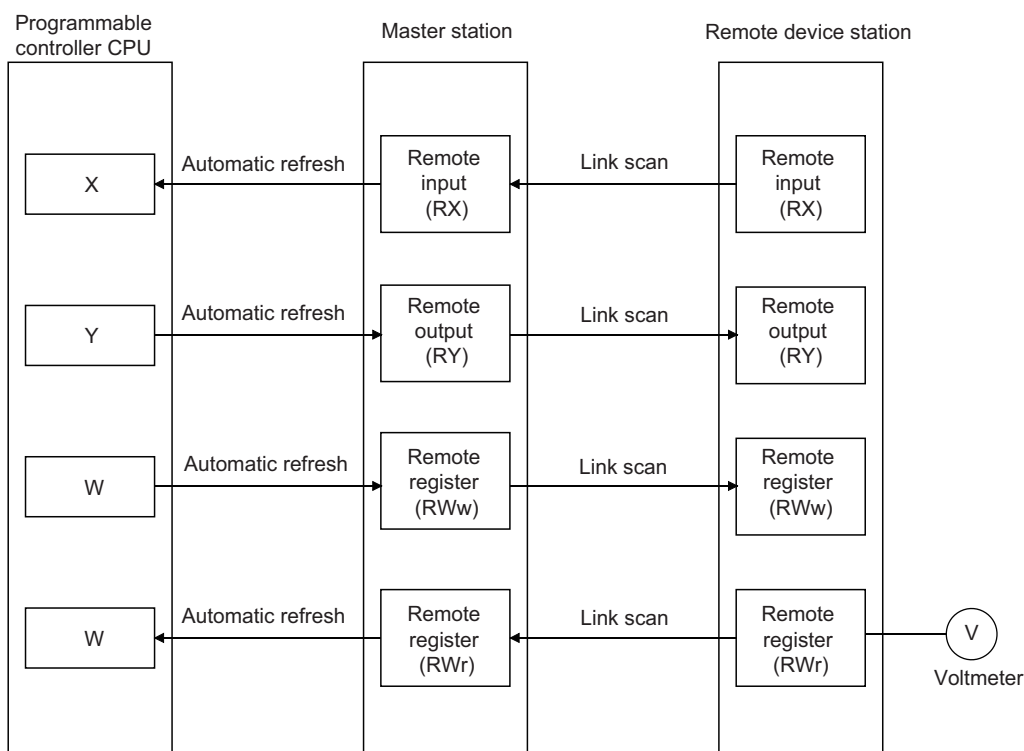 Programmable
controller CPU
Master station
Remote device station
X
Automatic refresh
Remote
input
(RX)
Link scan
Remote
input
(RX)
Y
Automatic refresh
Remote
output
(RY)
Link scan
Remote
output
(RY)
W
Automatic refresh
Remote
register
(RWw)
Link scan
Remote
register
(RWw)
W
Automatic refresh
Remote
register
(RWr)
Link scan
Remote
register
(RWr)
V
Voltmeter